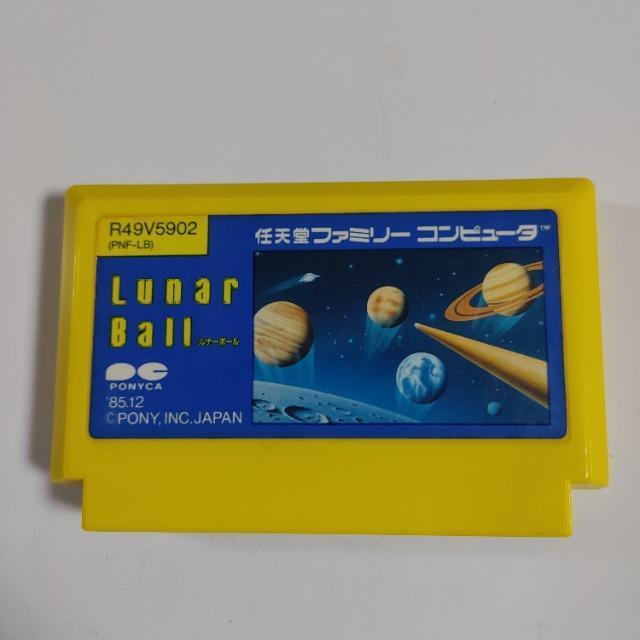 R49V5902
(PNF-LB)
任天堂ファミリー コンピュータ™
Lunar
Ball ルナーボール
PONYCA
'85.12
©PONY, INC. JAPAN